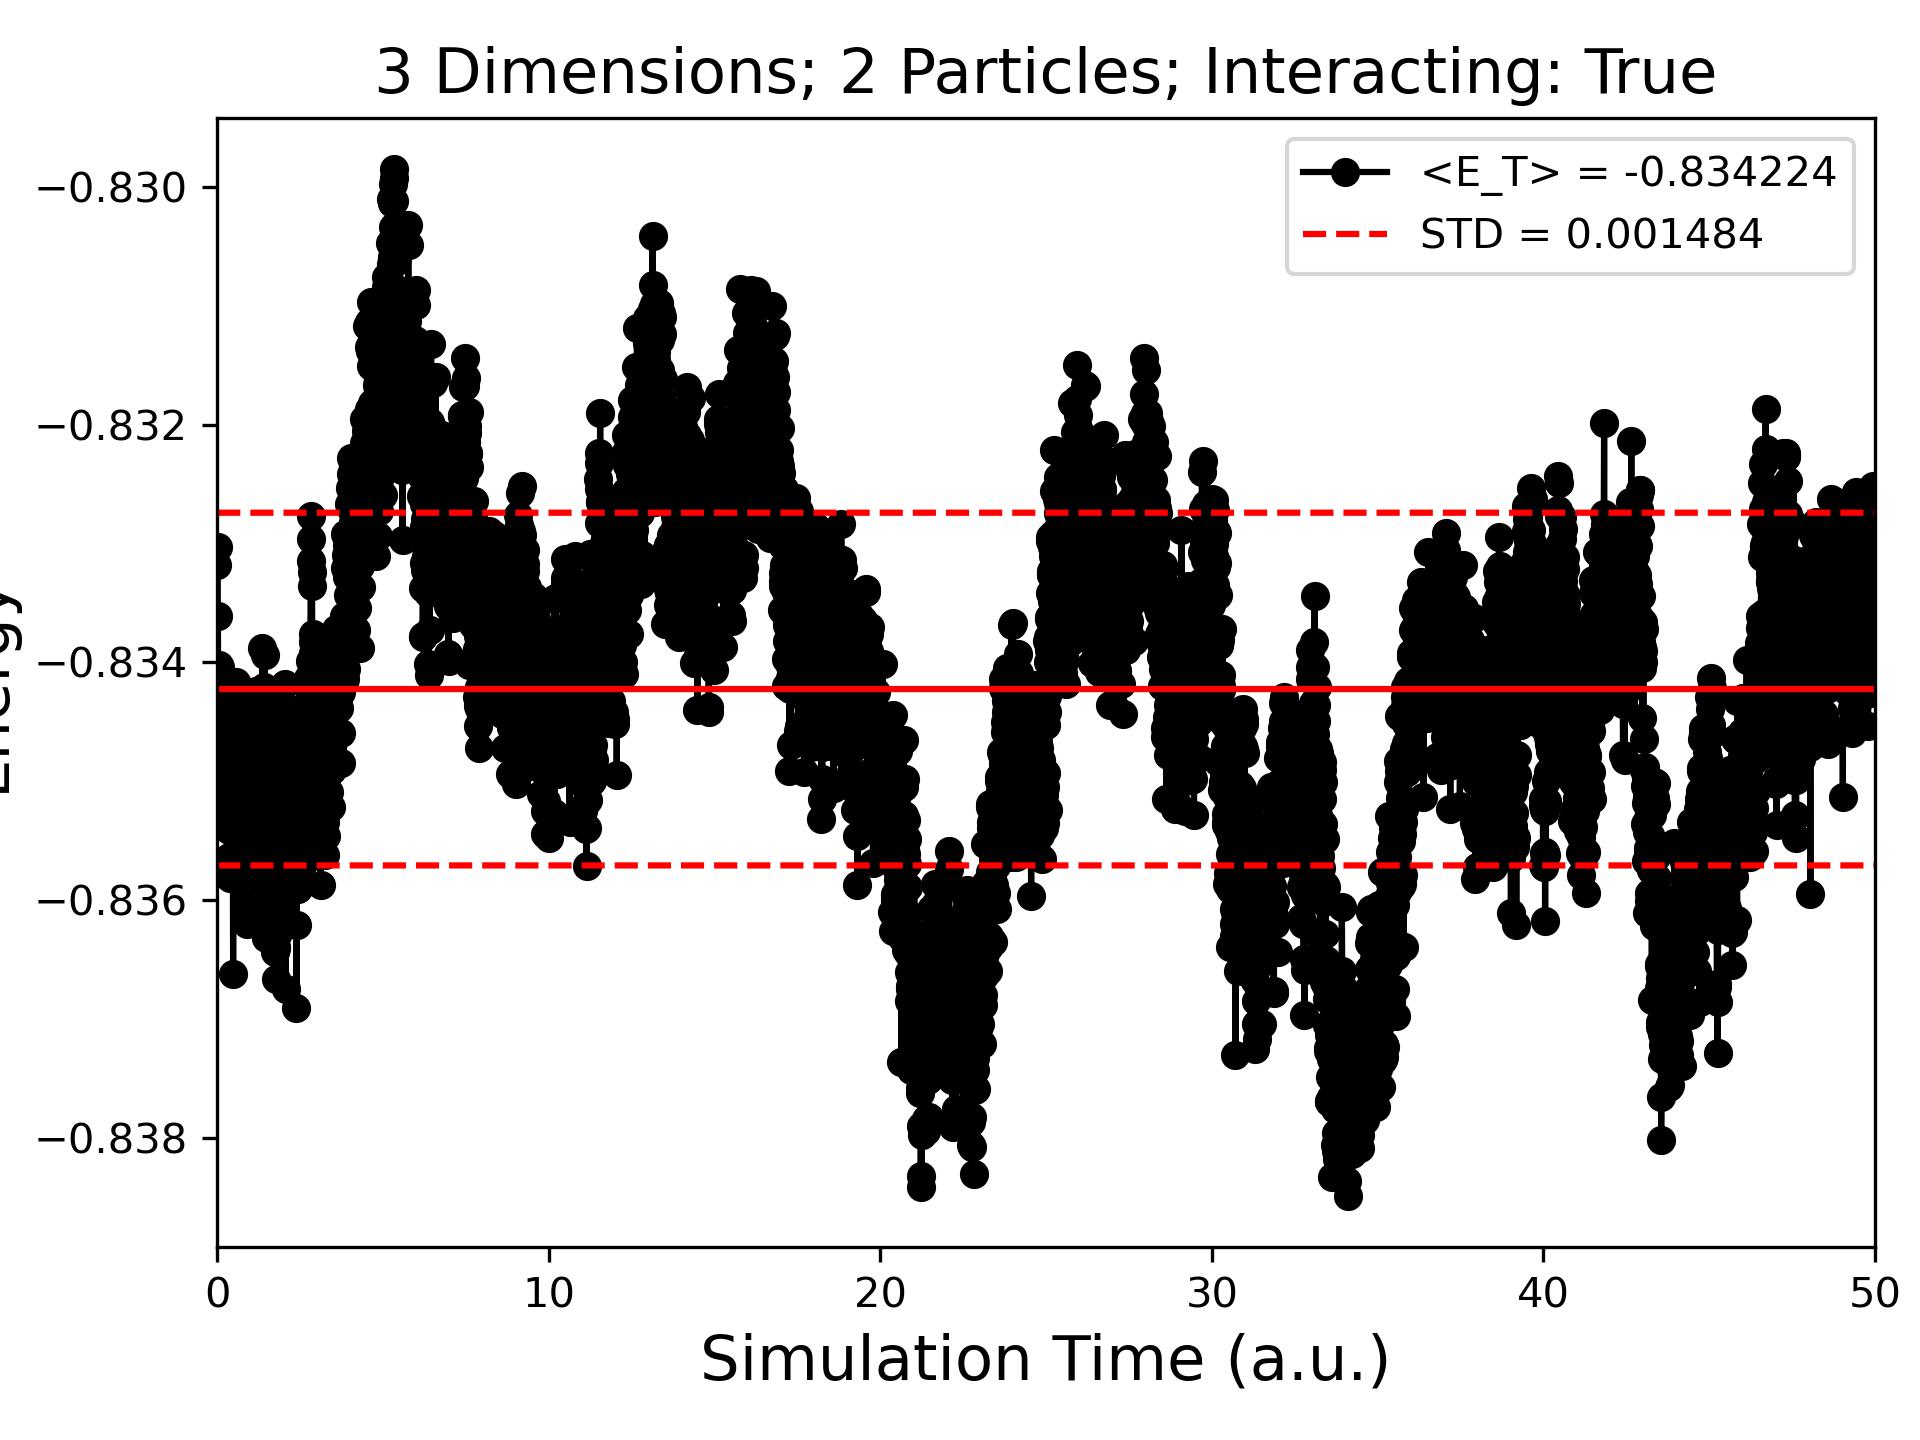 3 Dimensions; 2 Particles; Interacting: True
<E_T> = -0.834224
STD = 0.001484
−0.830
−0.832
−0.834
−0.836
−0.838
Energy
0 10 20 30 40 50
Simulation Time (a.u.)